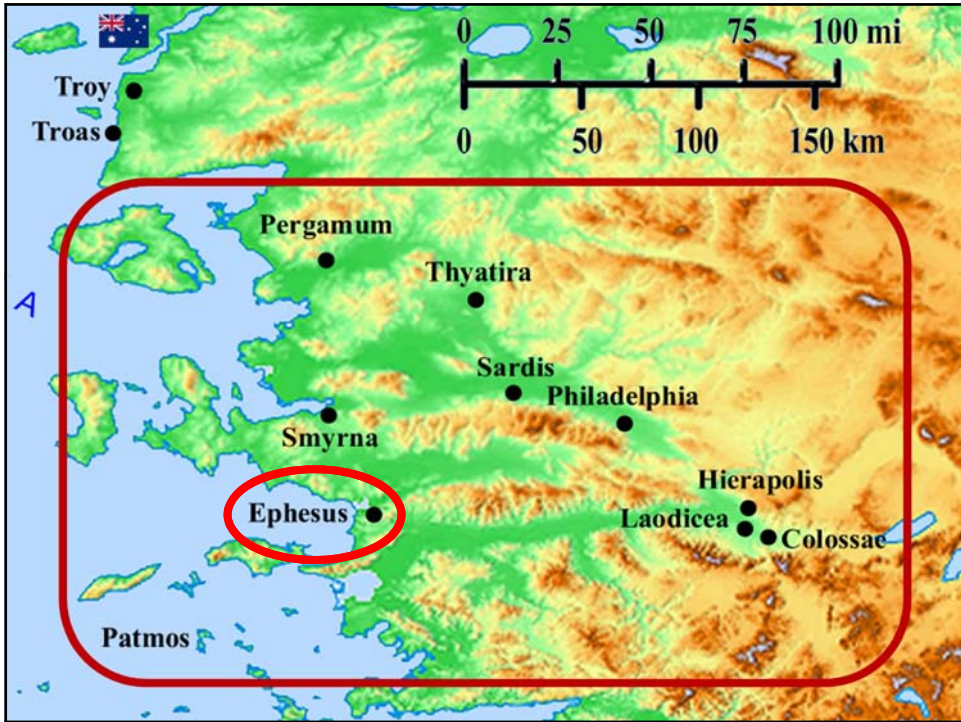 0 25 50 75 100 mi
0 50 100 150 km
Troy
Troas
Pergamum
Thyatira
A
Sardis
Philadelphia
Smyrna
Hierapolis
Ephesus
Laodicea
Colossae
Patmos